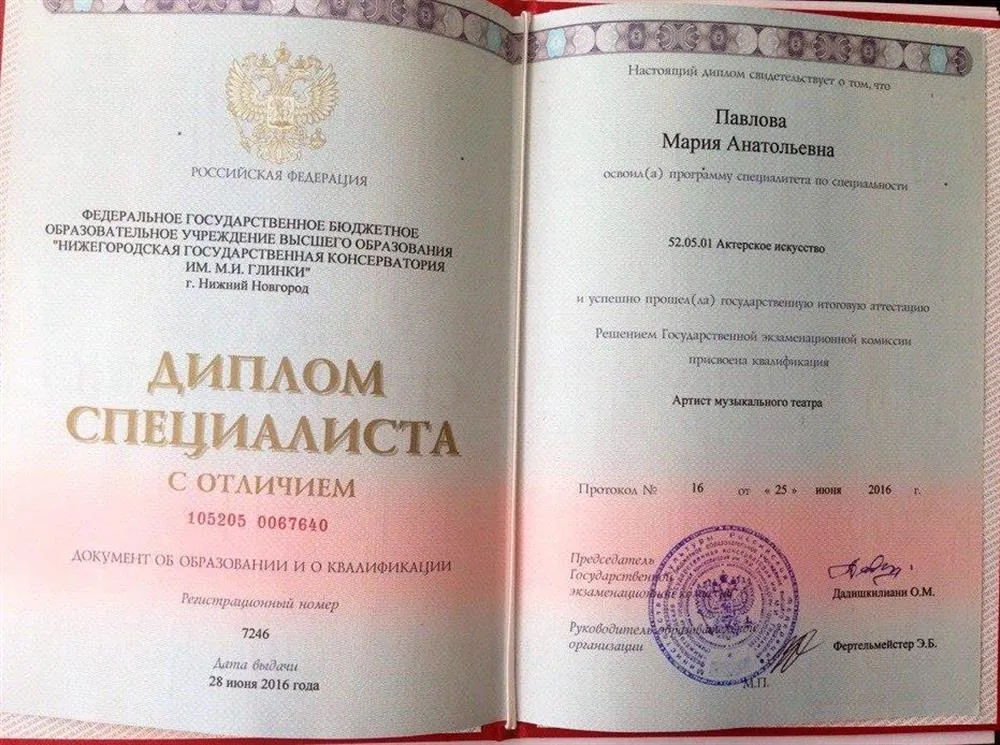 РОССИЙСКАЯ ФЕДЕРАЦИЯ
ФЕДЕРАЛЬНОЕ ГОСУДАРСТВЕННОЕ БЮДЖЕТНОЕ
ОБРАЗОВАТЕЛЬНОЕ УЧРЕЖДЕНИЕ ВЫСШЕГО ОБРАЗОВАНИЯ
"НИЖЕГОРОДСКАЯ ГОСУДАРСТВЕННАЯ КОНСЕРВАТОРИЯ
ИМ. М.И. ГЛИНКИ"
г. Нижний Новгород
ДИПЛОМ
СПЕЦИАЛИСТА
С ОТЛИЧИЕМ
105205 0067640
ДОКУМЕНТ ОБ ОБРАЗОВАНИИ И О КВАЛИФИКАЦИИ
Регистрационный номер
7246
Дата выдачи
28 июня 2016 года
Настоящий диплом свидетельствует о том, что
Павлова
Мария Анатольевна
освоил(а) программу специалитета по специальности
52.05.01 Актерское искусство
и успешно прошел(ла) государственную итоговую аттестацию
Решением Государственной экзаменационной комиссии
присвоена квалификация
Артист музыкального театра
Протокол № 16 от «25» июня 2016 г.
Председатель
Государственной
экзаменационной комиссии
Дадишкилиани О.М.
Руководитель образовательной
организации
Фертельмейстер Э.Б.
М.П.